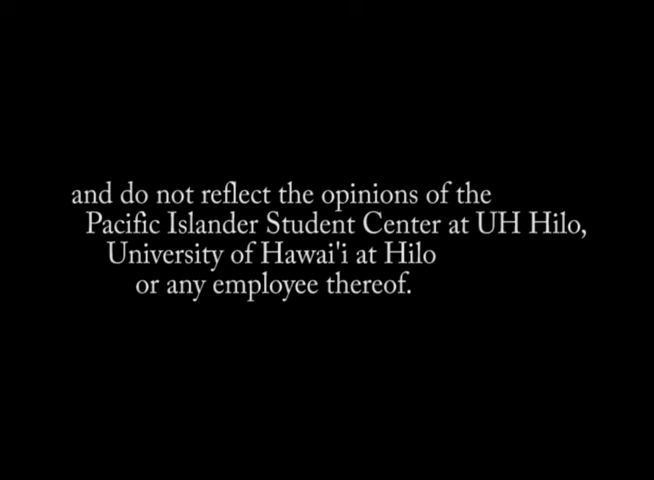 and do not reflect the opinions of the
Pacific Islander Student Center at UH Hilo,
University of Hawai'i at Hilo
or any employee thereof.